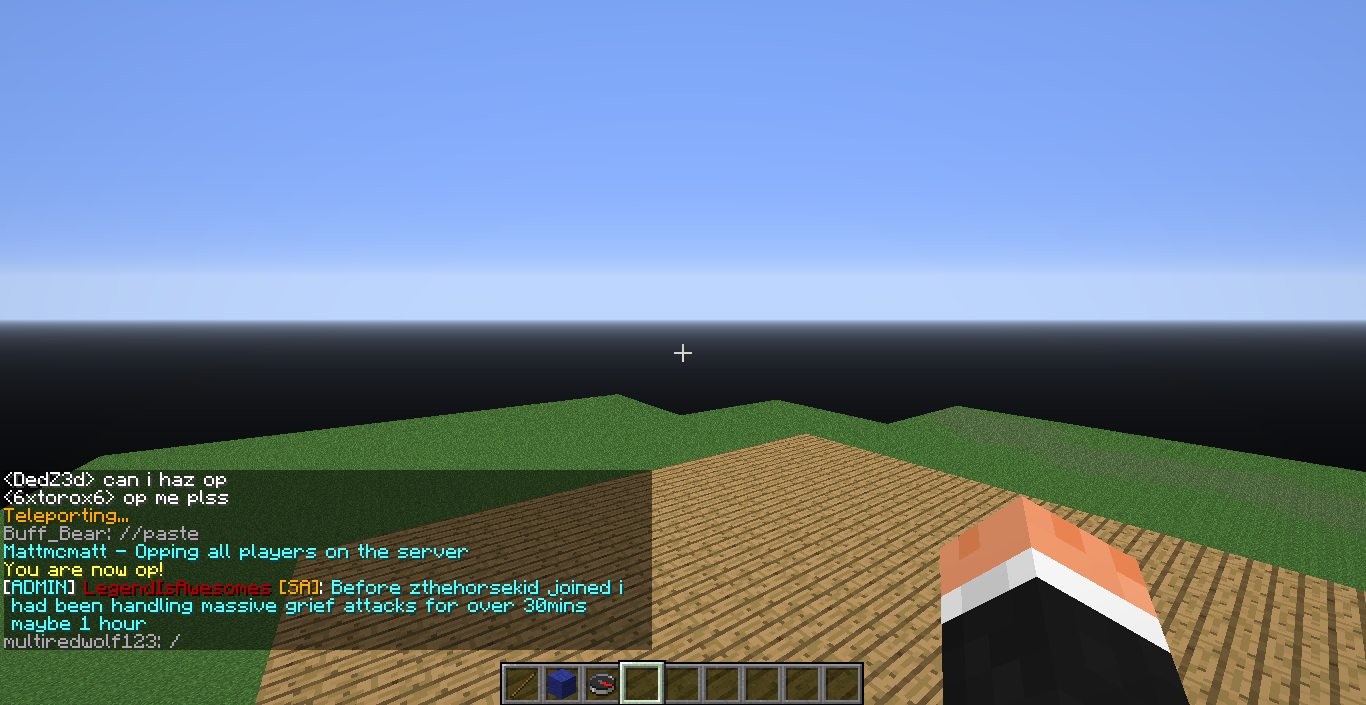 <DedZ3d> can i haz op
<6xtorox6> op me plss
Teleporting...
Buff_Bear: //paste
Mattmcmatt - Opping all players on the server
You are now op!
[ADMIN] LegendIsAwesomes [SA]: Before zthehorsekid joined i
had been handling massive grief attacks for over 30mins
maybe 1 hour
multiredwolf123: /